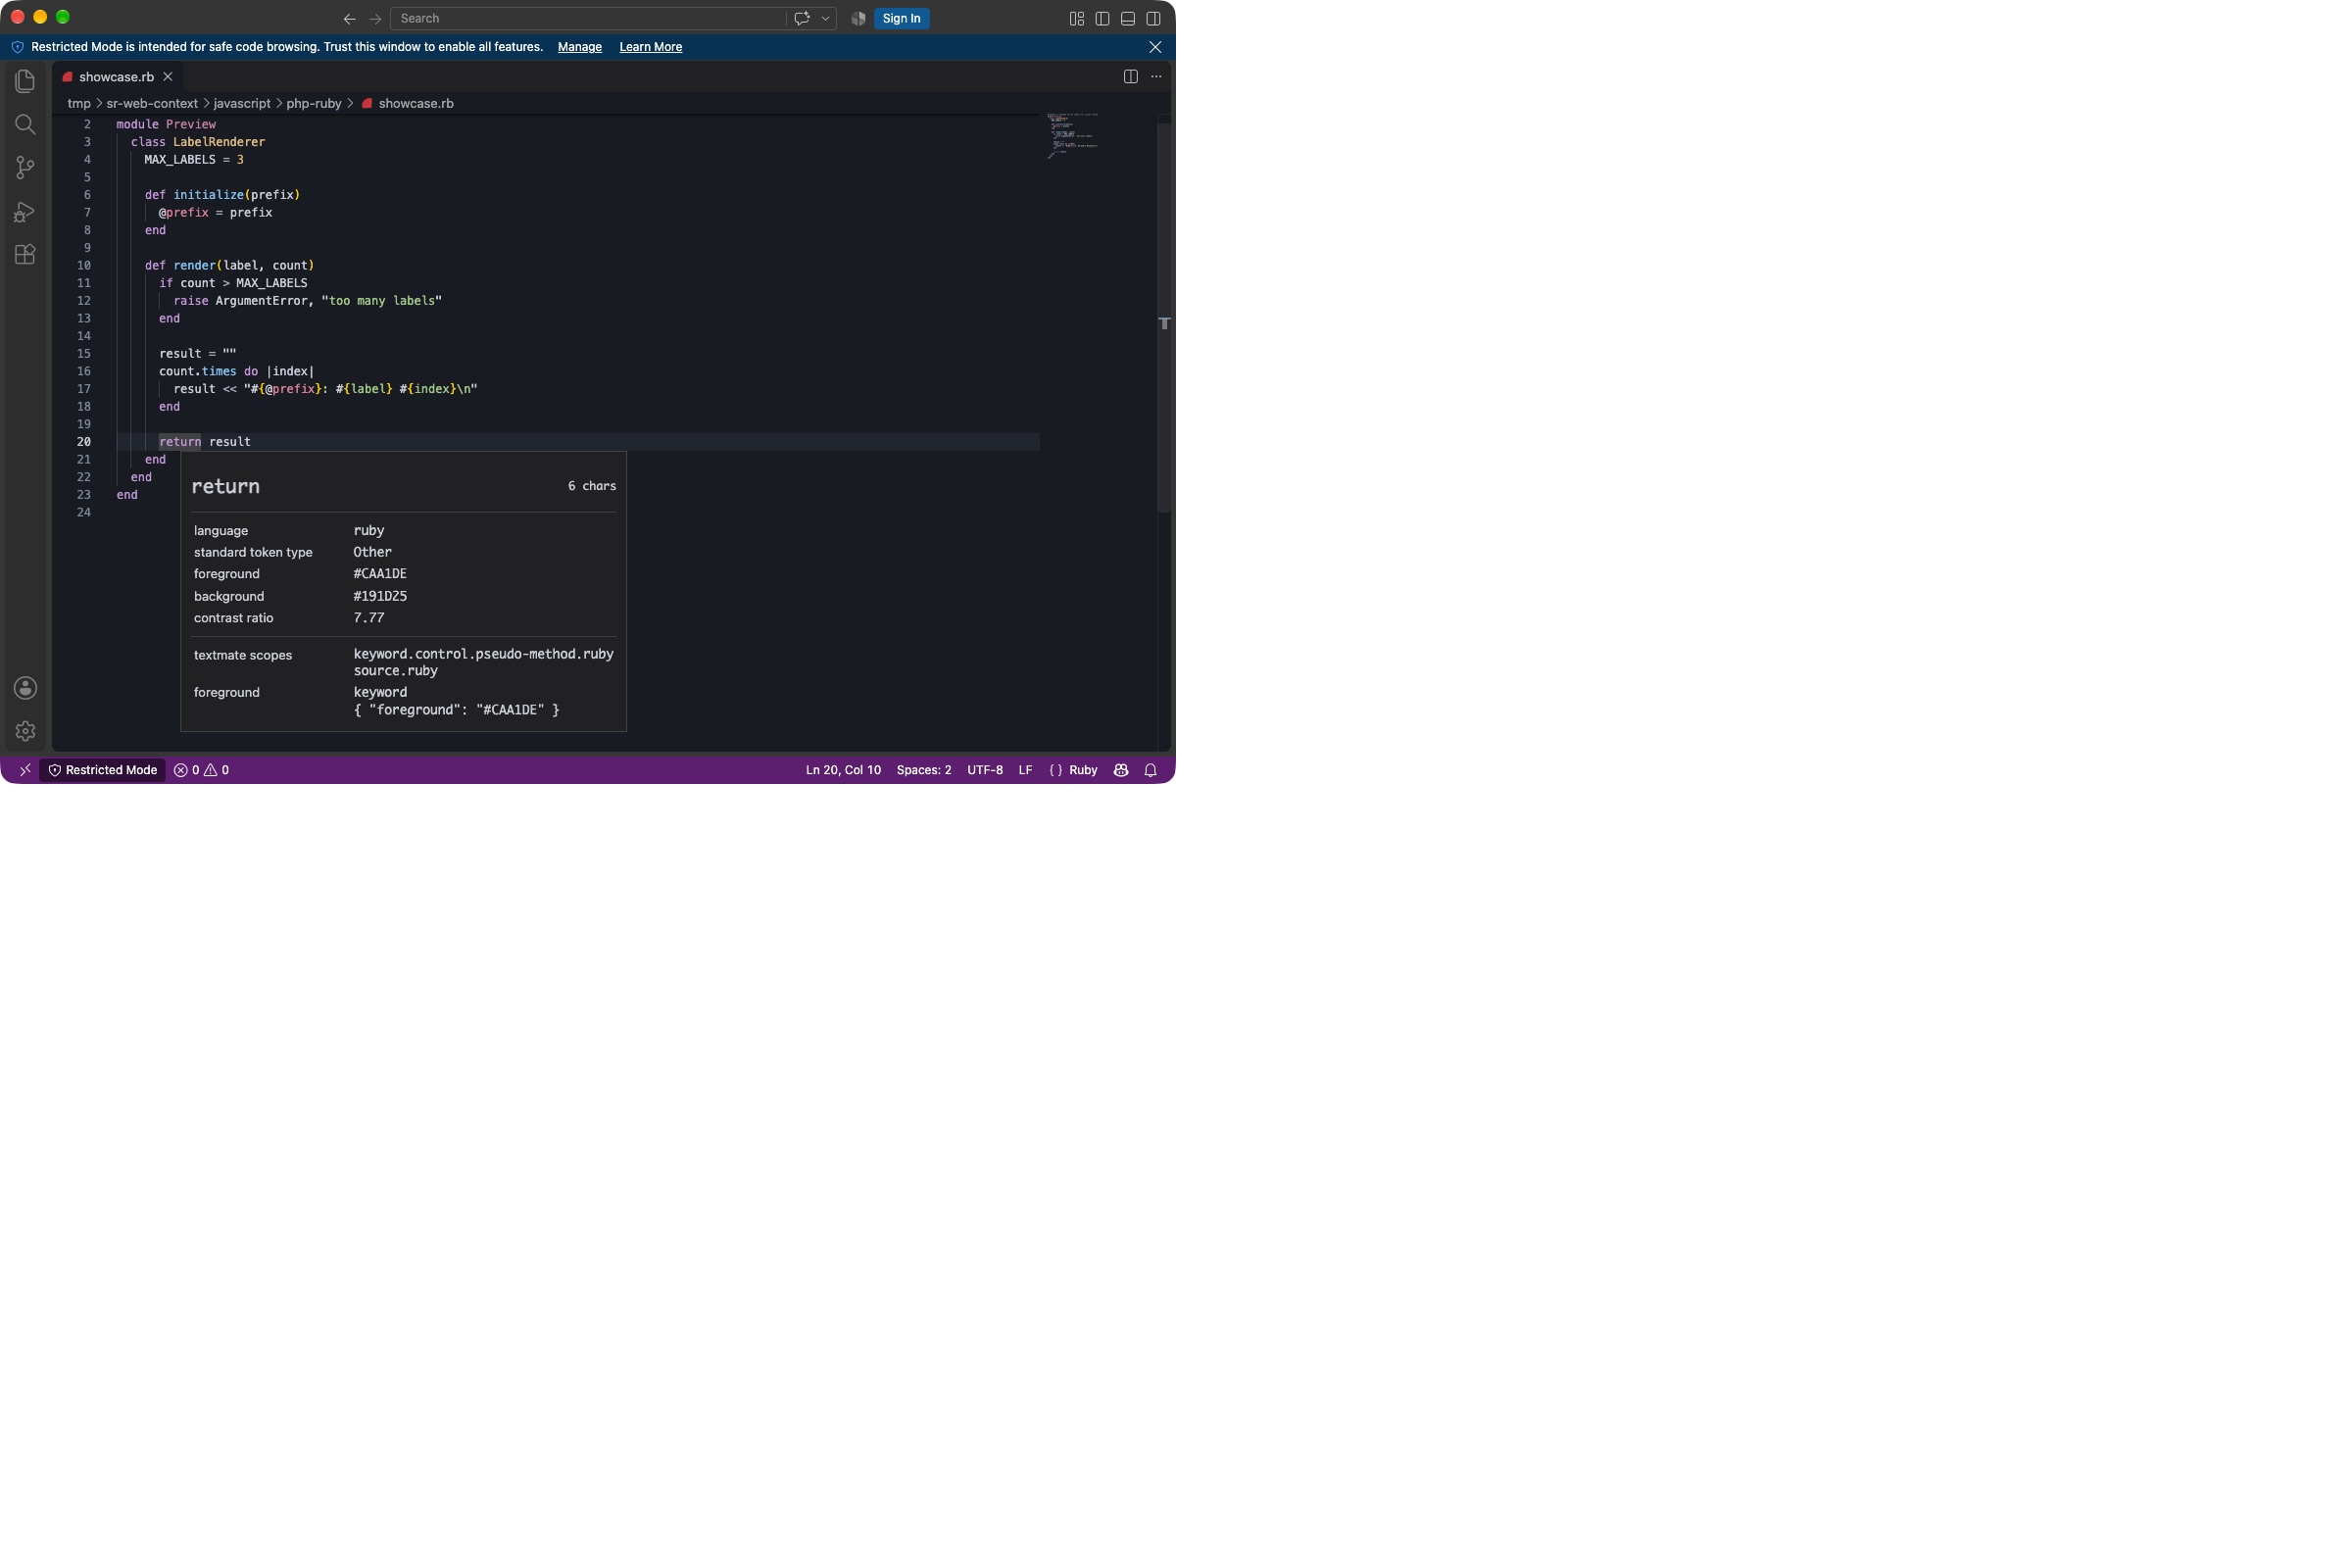 Search
Sign In
Restricted Mode is intended for safe code browsing. Trust this window to enable all features. Manage Learn More
showcase.rb
tmp > sr-web-context > javascript > php-ruby > showcase.rb
2 module Preview
3 class LabelRenderer
4 MAX_LABELS = 3
5
6 def initialize(prefix)
7 @prefix = prefix
8 end
9
10 def render(label, count)
11 if count > MAX_LABELS
12 raise ArgumentError, "too many labels"
13 end
14
15 result = ""
16 count.times do |index|
17 result << "#{@prefix}: #{label} #{index}\n"
18 end
19
20 return result
21 end
22 end
23 end
24
return 6 chars
language ruby
standard token type Other
foreground #CAA1DE
background #191D25
contrast ratio 7.77
textmate scopes keyword.control.pseudo-method.ruby
source.ruby
foreground keyword
{ "foreground": "#CAA1DE" }
Restricted Mode 0 0 Ln 20, Col 10 Spaces: 2 UTF-8 LF { } Ruby